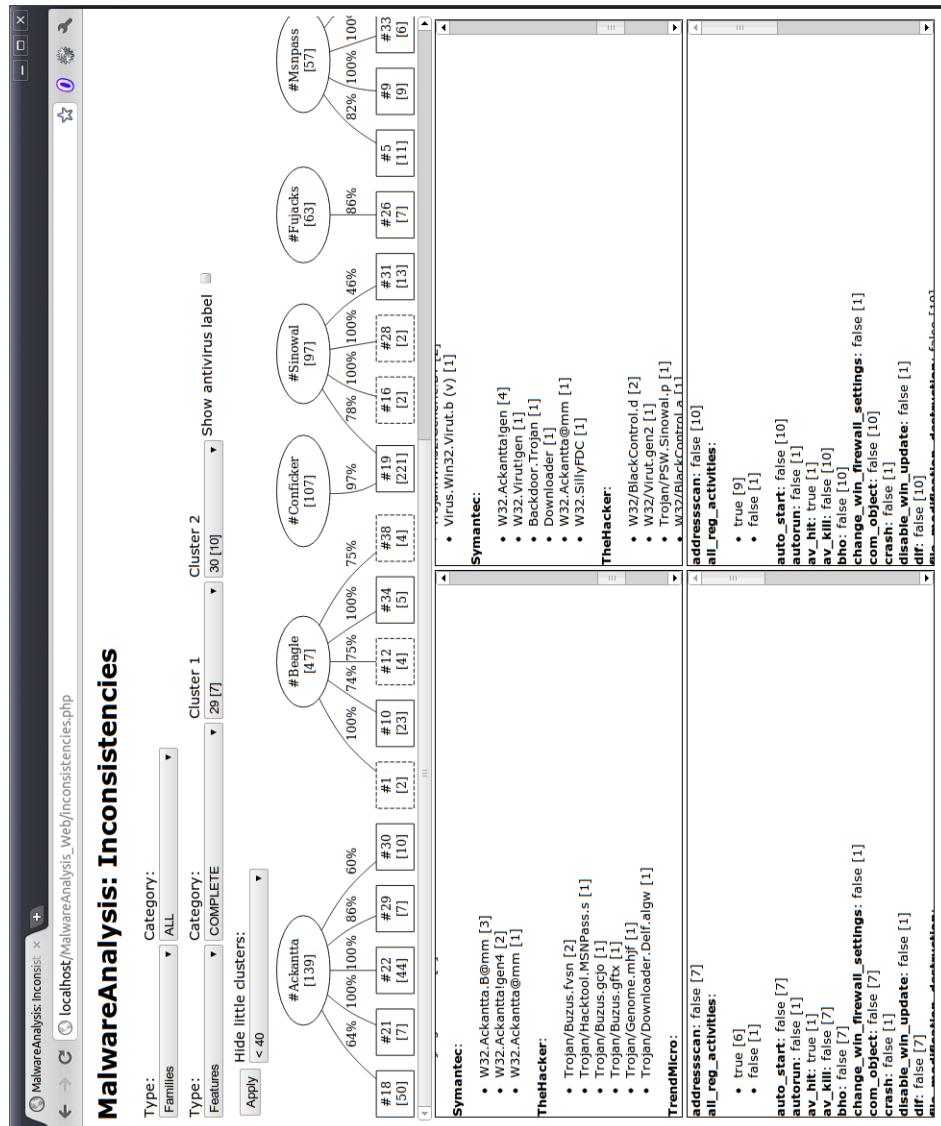 MalwareAnalysis: Inconsist
localhost/MalwareAnalysis_Web/inconsistencies.php
MalwareAnalysis: Inconsistencies
Type: Category:
Families ALL
Type: Category: Cluster 1 Cluster 2
Features COMPLETE 29 [7] 30 [10] Show antivirus label
Hide little clusters:
Apply < 40
#Ackantta [139]
#Beagle [47]
#Conficker [107]
#Sinowal [97]
#Fujacks [63]
#Msnpass [57]
64% 100% 100% 86% 60%
100% 74% 75% 100% 75%
97% 78% 100% 100% 46%
86%
82% 100% 100
#18 [50]
#21 [7]
#22 [44]
#29 [7]
#30 [10]
#1 [2]
#10 [23]
#12 [4]
#34 [5]
#38 [4]
#19 [221]
#16 [2]
#28 [2]
#31 [13]
#26 [7]
#5 [11]
#9 [9]
#33 [6]
Symantec:
• W32.Ackantta.B@mm [3]
• W32.Ackantta!gen4 [2]
• W32.Ackantta@mm [1]
TheHacker:
• Trojan/Buzus.fvsn [2]
• Trojan/Hacktool.MSNPass.s [1]
• Trojan/Buzus.gcjo [1]
• Trojan/Buzus.gftx [1]
• Trojan/Genome.mhjf [1]
• Trojan/Downloader.Delf.algw [1]
TrendMicro:
• Virus.Win32.Virut.b (v) [1]
Symantec:
• W32.Ackantta!gen [4]
• W32.Virut!gen [1]
• Backdoor.Trojan [1]
• Downloader [1]
• W32.Ackantta@mm [1]
• W32.SillyFDC [1]
TheHacker:
• W32/BlackControl.d [2]
• W32/Virut.gen2 [1]
• Trojan/PSW.Sinowal.p [1]
• W32/BlackControl.a [1]
addressscan: false [7]
all_reg_activities:
• true [6]
• false [1]
auto_start: false [7]
autorun: false [1]
av_hit: true [1]
av_kill: false [7]
bho: false [7]
change_win_firewall_settings: false [1]
com_object: false [7]
crash: false [1]
disable_win_update: false [1]
dlf: false [7]
addressscan: false [10]
all_reg_activities:
• true [9]
• false [1]
auto_start: false [10]
autorun: false [1]
av_hit: true [1]
av_kill: false [10]
bho: false [10]
change_win_firewall_settings: false [1]
com_object: false [10]
crash: false [1]
disable_win_update: false [1]
dlf: false [10]
file_modification_destruction: false [10]